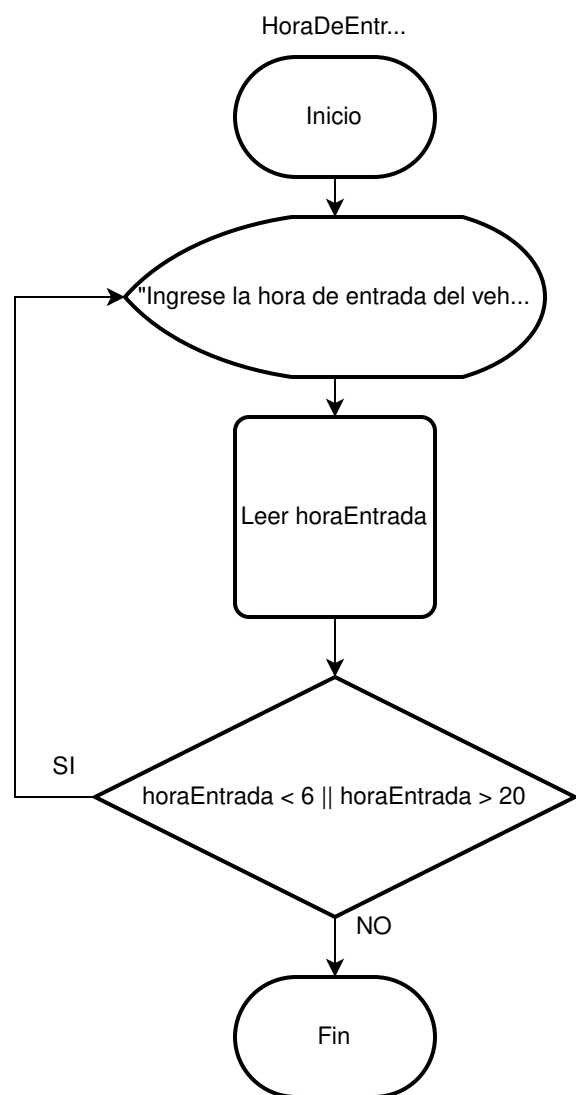 HoraDeEntr...
Inicio
"Ingrese la hora de entrada del veh...
Leer horaEntrada
horaEntrada < 6 || horaEntrada > 20
SI
NO
Fin